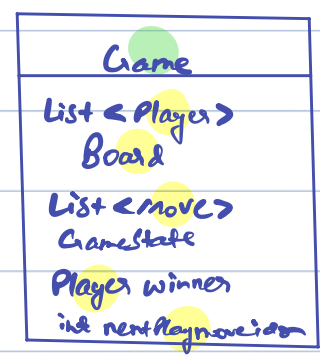 Game
List <Player>
Board
List <move>
GameState
Player winner
int nextPlaymoveidx